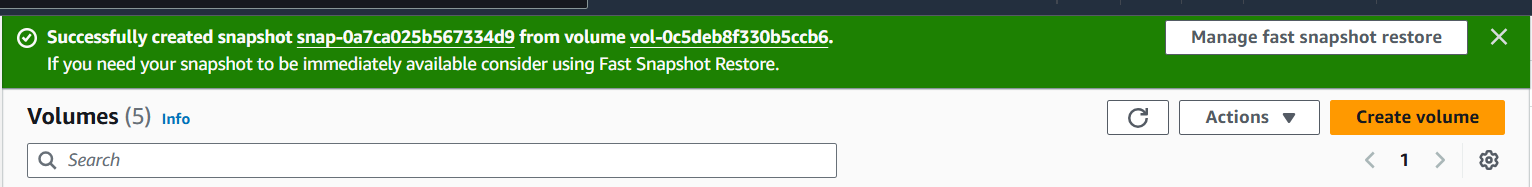 Successfully created snapshot snap-0a7ca025b567334d9 from volume vol-0c5deb8f330b5ccb6.
If you need your snapshot to be immediately available consider using Fast Snapshot Restore.
Manage fast snapshot restore
Volumes (5) Info
Actions
Create volume
Search
1